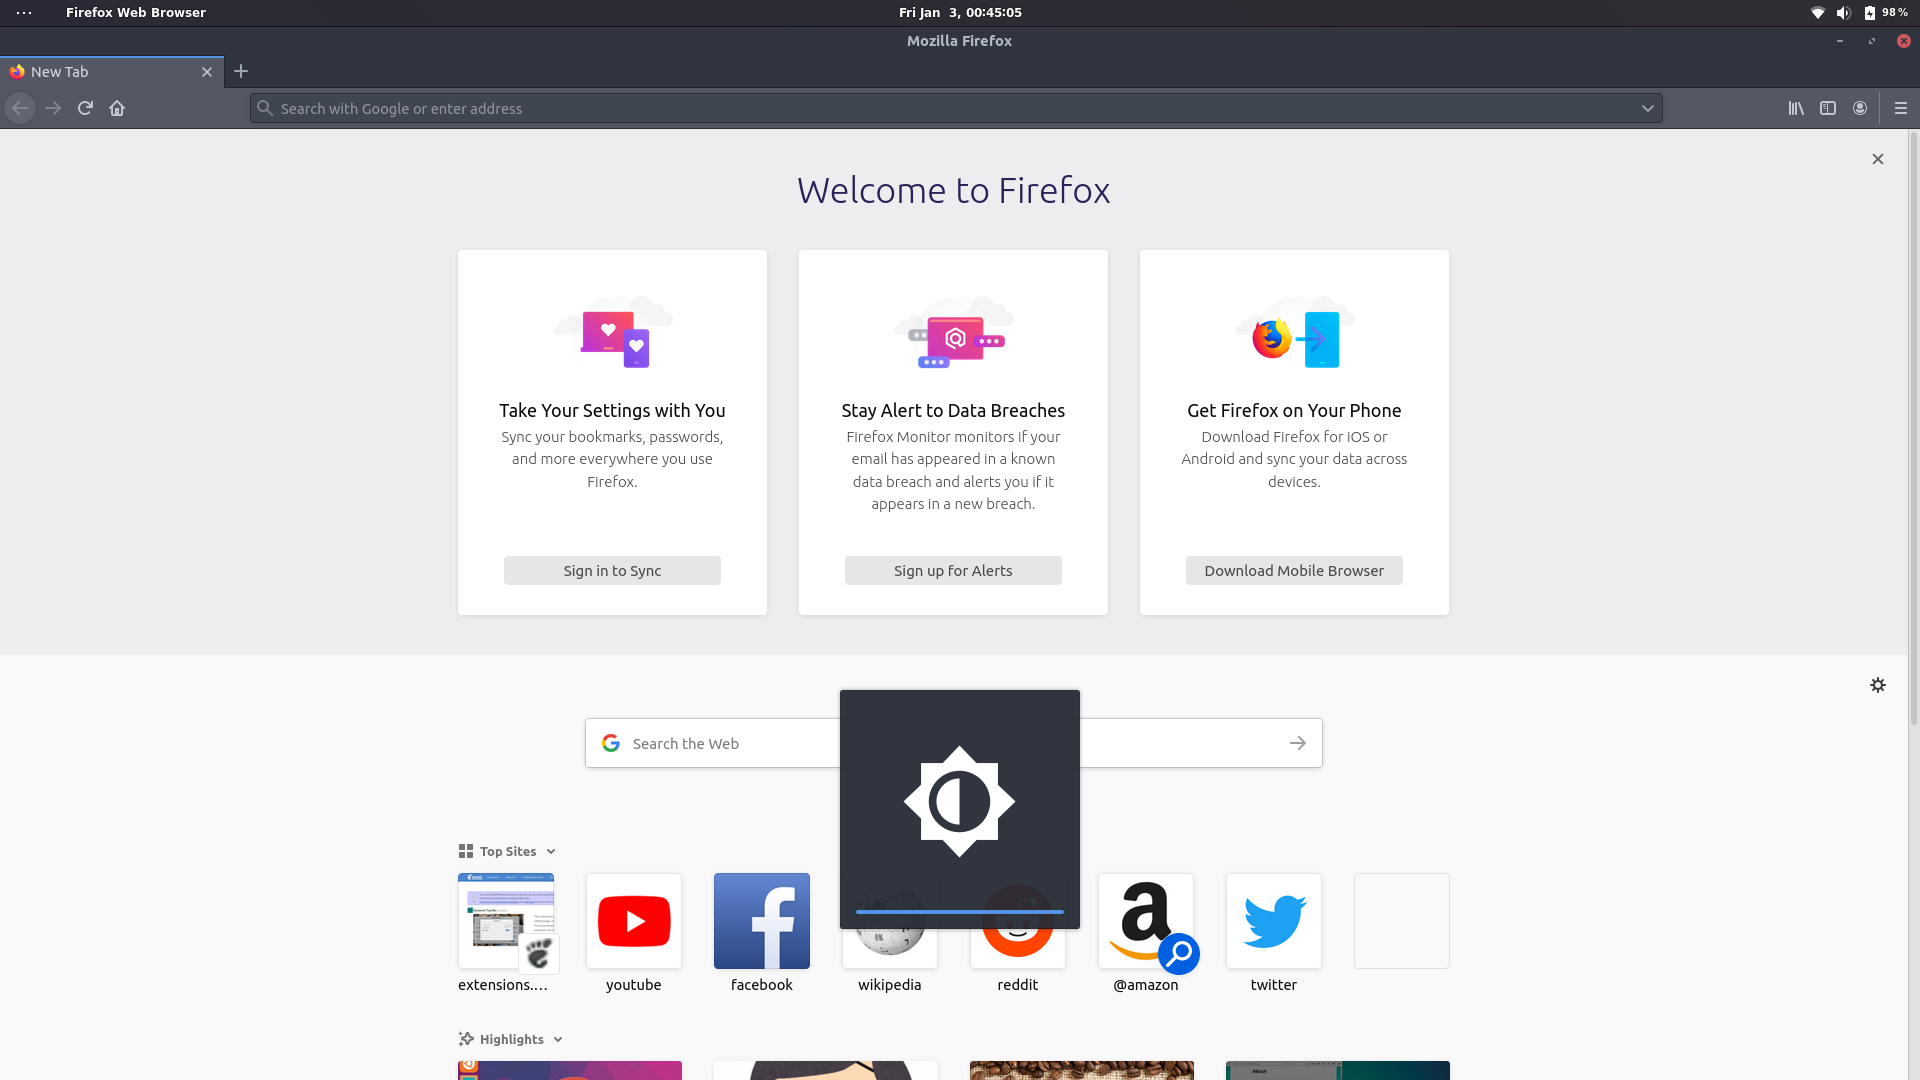 Firefox Web Browser
Fri Jan 3, 00:45:05
98 %
Mozilla Firefox
New Tab
Search with Google or enter address
Welcome to Firefox
Take Your Settings with You
Sync your bookmarks, passwords,
and more everywhere you use
Firefox.
Sign in to Sync
Stay Alert to Data Breaches
Firefox Monitor monitors if your
email has appeared in a known
data breach and alerts you if it
appears in a new breach.
Sign up for Alerts
Get Firefox on Your Phone
Download Firefox for iOS or
Android and sync your data across
devices.
Download Mobile Browser
Search the Web
Top Sites
extensions....
youtube
facebook
wikipedia
reddit
@amazon
twitter
Highlights
About